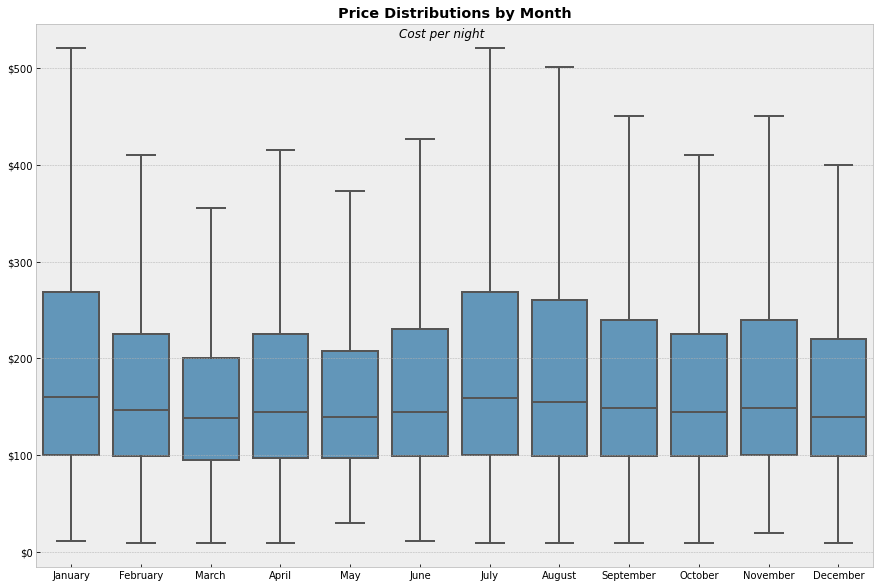 Price Distributions by Month
Cost per night
$500
$400
$300
$200
$100
$0
January February March April May June July August September October November December